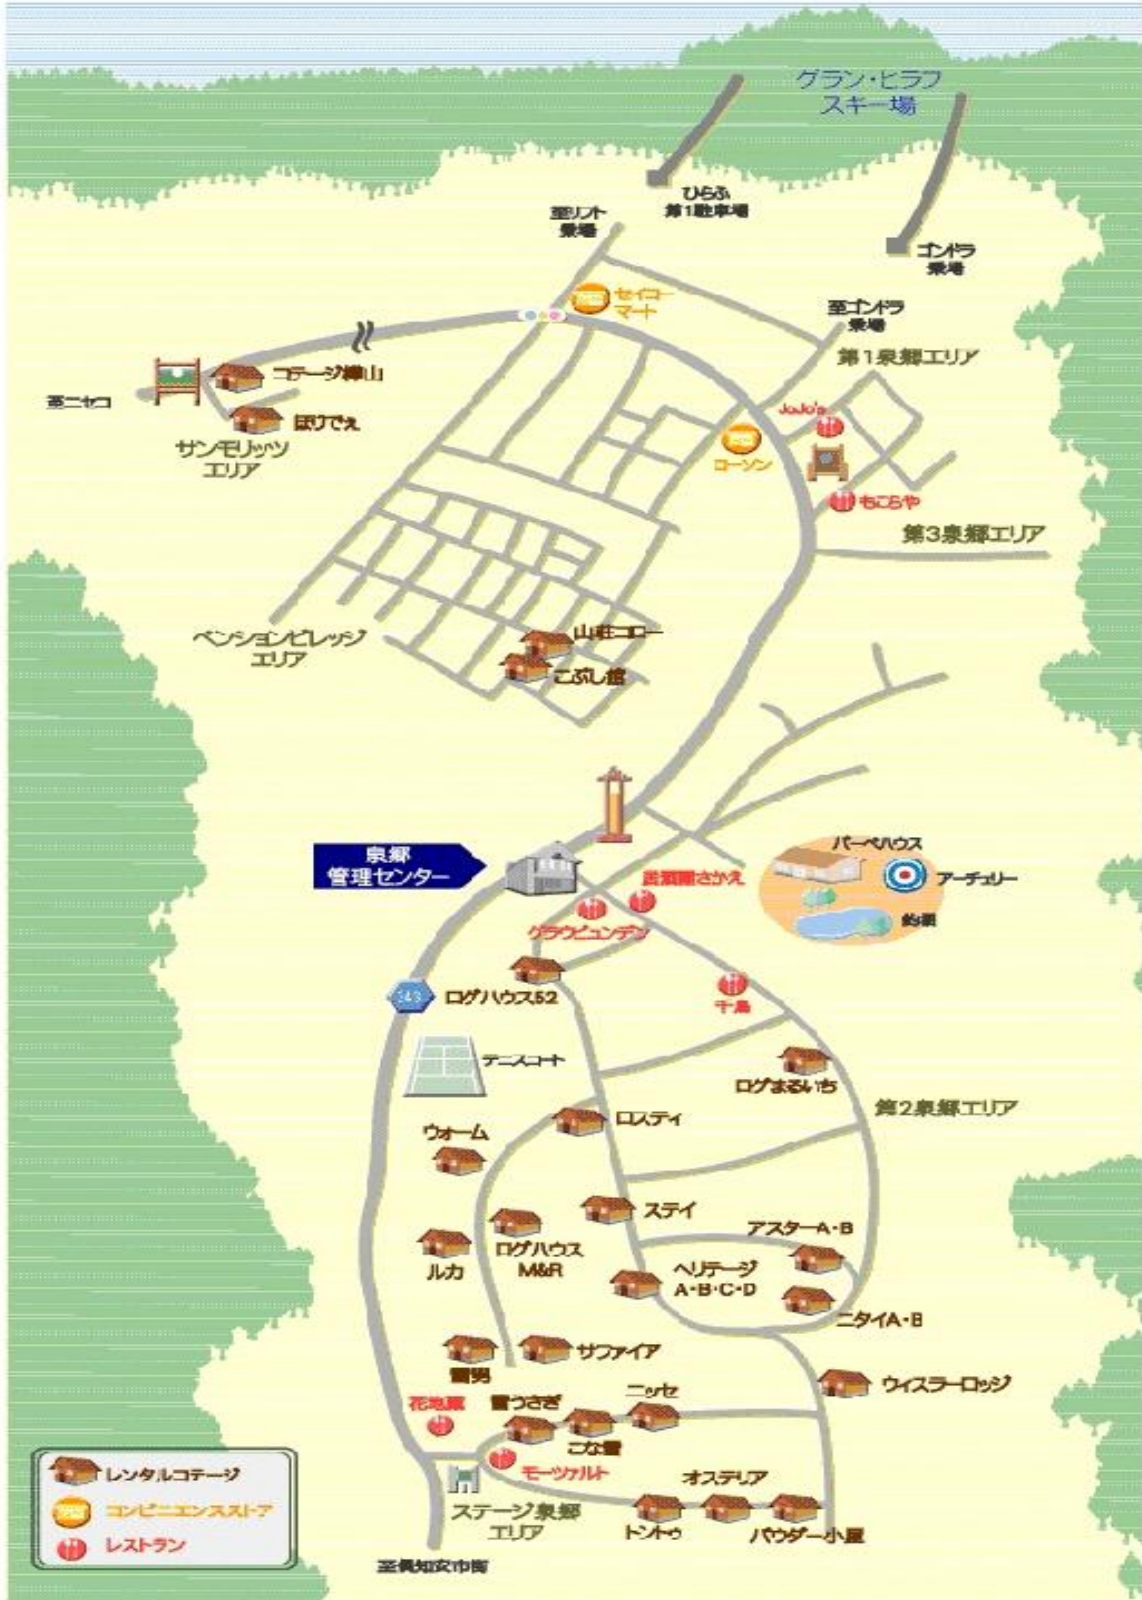 グラン・ヒラフ
スキー場
ひらふ
第1駐車場
至リフト
乗場
ゴンドラ
乗場
セイコー
マート
至ゴンドラ
乗場
第1泉郷エリア
コテージ樺山
至ニセコ
ほりでえ
サンモリッツ
エリア
JoJo's
ローソン
もこらや
第3泉郷エリア
ペンションビレッジ
エリア
山荘コロー
こぶし館
泉郷
管理センター
バーベハウス
アーチェリー
釣堀
居酒屋さかえ
グラウビュンデン
343
ログハウス52
千鳥
テニスコート
ログまるいち
第2泉郷エリア
ロスティ
ウォーム
ステイ
アスターA・B
ログハウス
M&R
ルカ
ヘリテージ
A・B・C・D
ニタイA・B
サファイア
雪男
ウィスラーロッジ
花地蔵
雪うさぎ
ニッセ
こな雪
モーツァルト
オステリア
ステージ泉郷
エリア
トントゥ
パウダー小屋
至倶知安市街
レンタルコテージ
コンビニエンスストア
レストラン